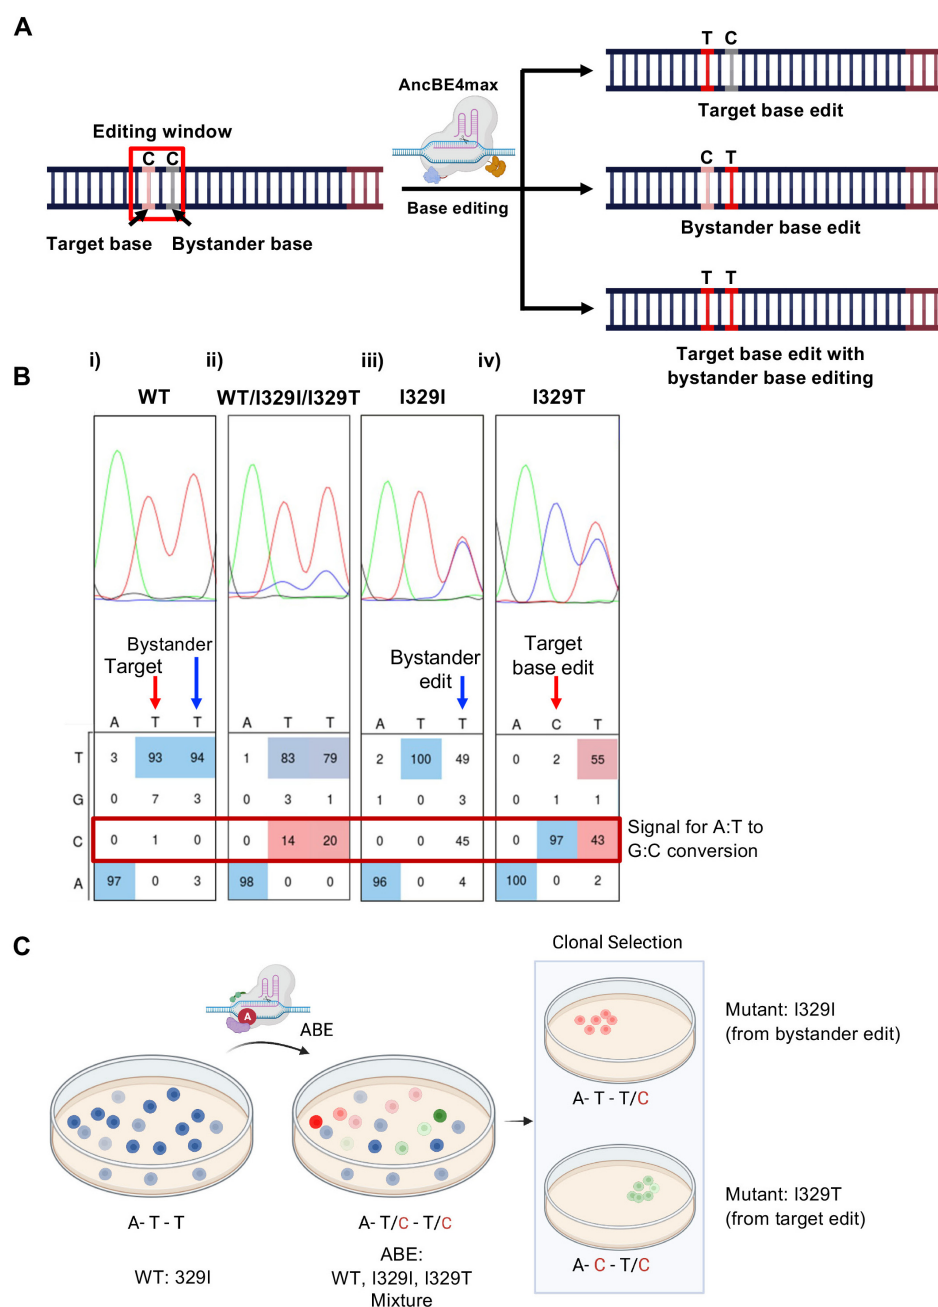 A
AncBE4max
Editing window
C C
Target base
Bystander base
Base editing
T C
Target base edit
C T
Bystander base edit
T T
Target base edit with
bystander base editing
B
i)
ii)
iii)
iv)
WT
WT/I329I/I329T
I329I
I329T
Bystander
Target
Bystander
edit
Target
base edit
A T T A T T A T T A C T
T 3 93 94 1 83 79 2 100 49 0 2 55
G 0 7 3 0 3 1 1 0 3 0 1 1
C 0 1 0 0 14 20 0 0 45 0 97 43
A 97 0 3 98 0 0 96 0 4 100 0 2
Signal for A:T to
G:C conversion
C
A
ABE
A- T - T
WT: 329I
A- T/C - T/C
ABE:
WT, I329I, I329T
Mixture
Clonal Selection
A- T - T/C
Mutant: I329I
(from bystander edit)
A- C - T/C
Mutant: I329T
(from target edit)